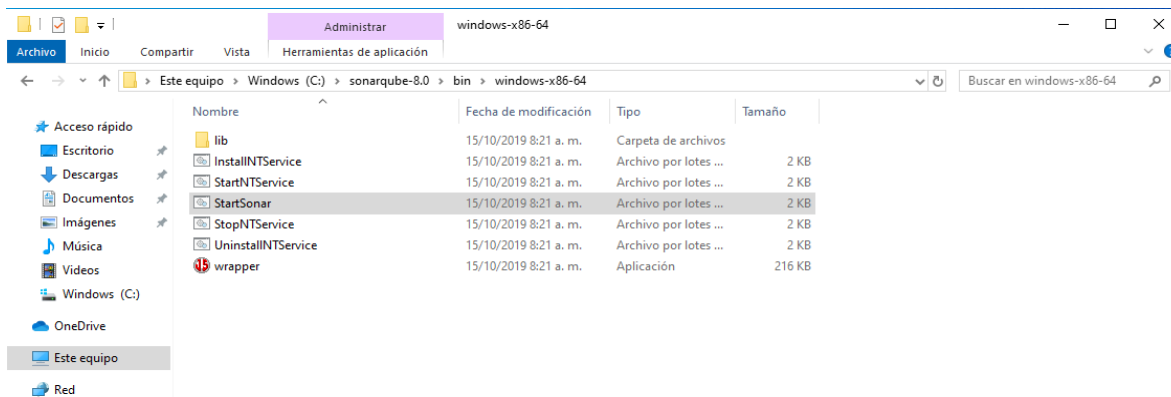 Administrar
windows-x86-64
Archivo Inicio Compartir Vista Herramientas de aplicación
Este equipo > Windows (C:) > sonarqube-8.0 > bin > windows-x86-64
Buscar en windows-x86-64
Acceso rápido
Escritorio
Descargas
Documentos
Imágenes
Música
Videos
Windows (C:)
OneDrive
Este equipo
Red
Nombre Fecha de modificación Tipo Tamaño
lib 15/10/2019 8:21 a. m. Carpeta de archivos
InstallNTService 15/10/2019 8:21 a. m. Archivo por lotes ... 2 KB
StartNTService 15/10/2019 8:21 a. m. Archivo por lotes ... 2 KB
StartSonar 15/10/2019 8:21 a. m. Archivo por lotes ... 2 KB
StopNTService 15/10/2019 8:21 a. m. Archivo por lotes ... 2 KB
UninstallNTService 15/10/2019 8:21 a. m. Archivo por lotes ... 2 KB
wrapper 15/10/2019 8:21 a. m. Aplicación 216 KB